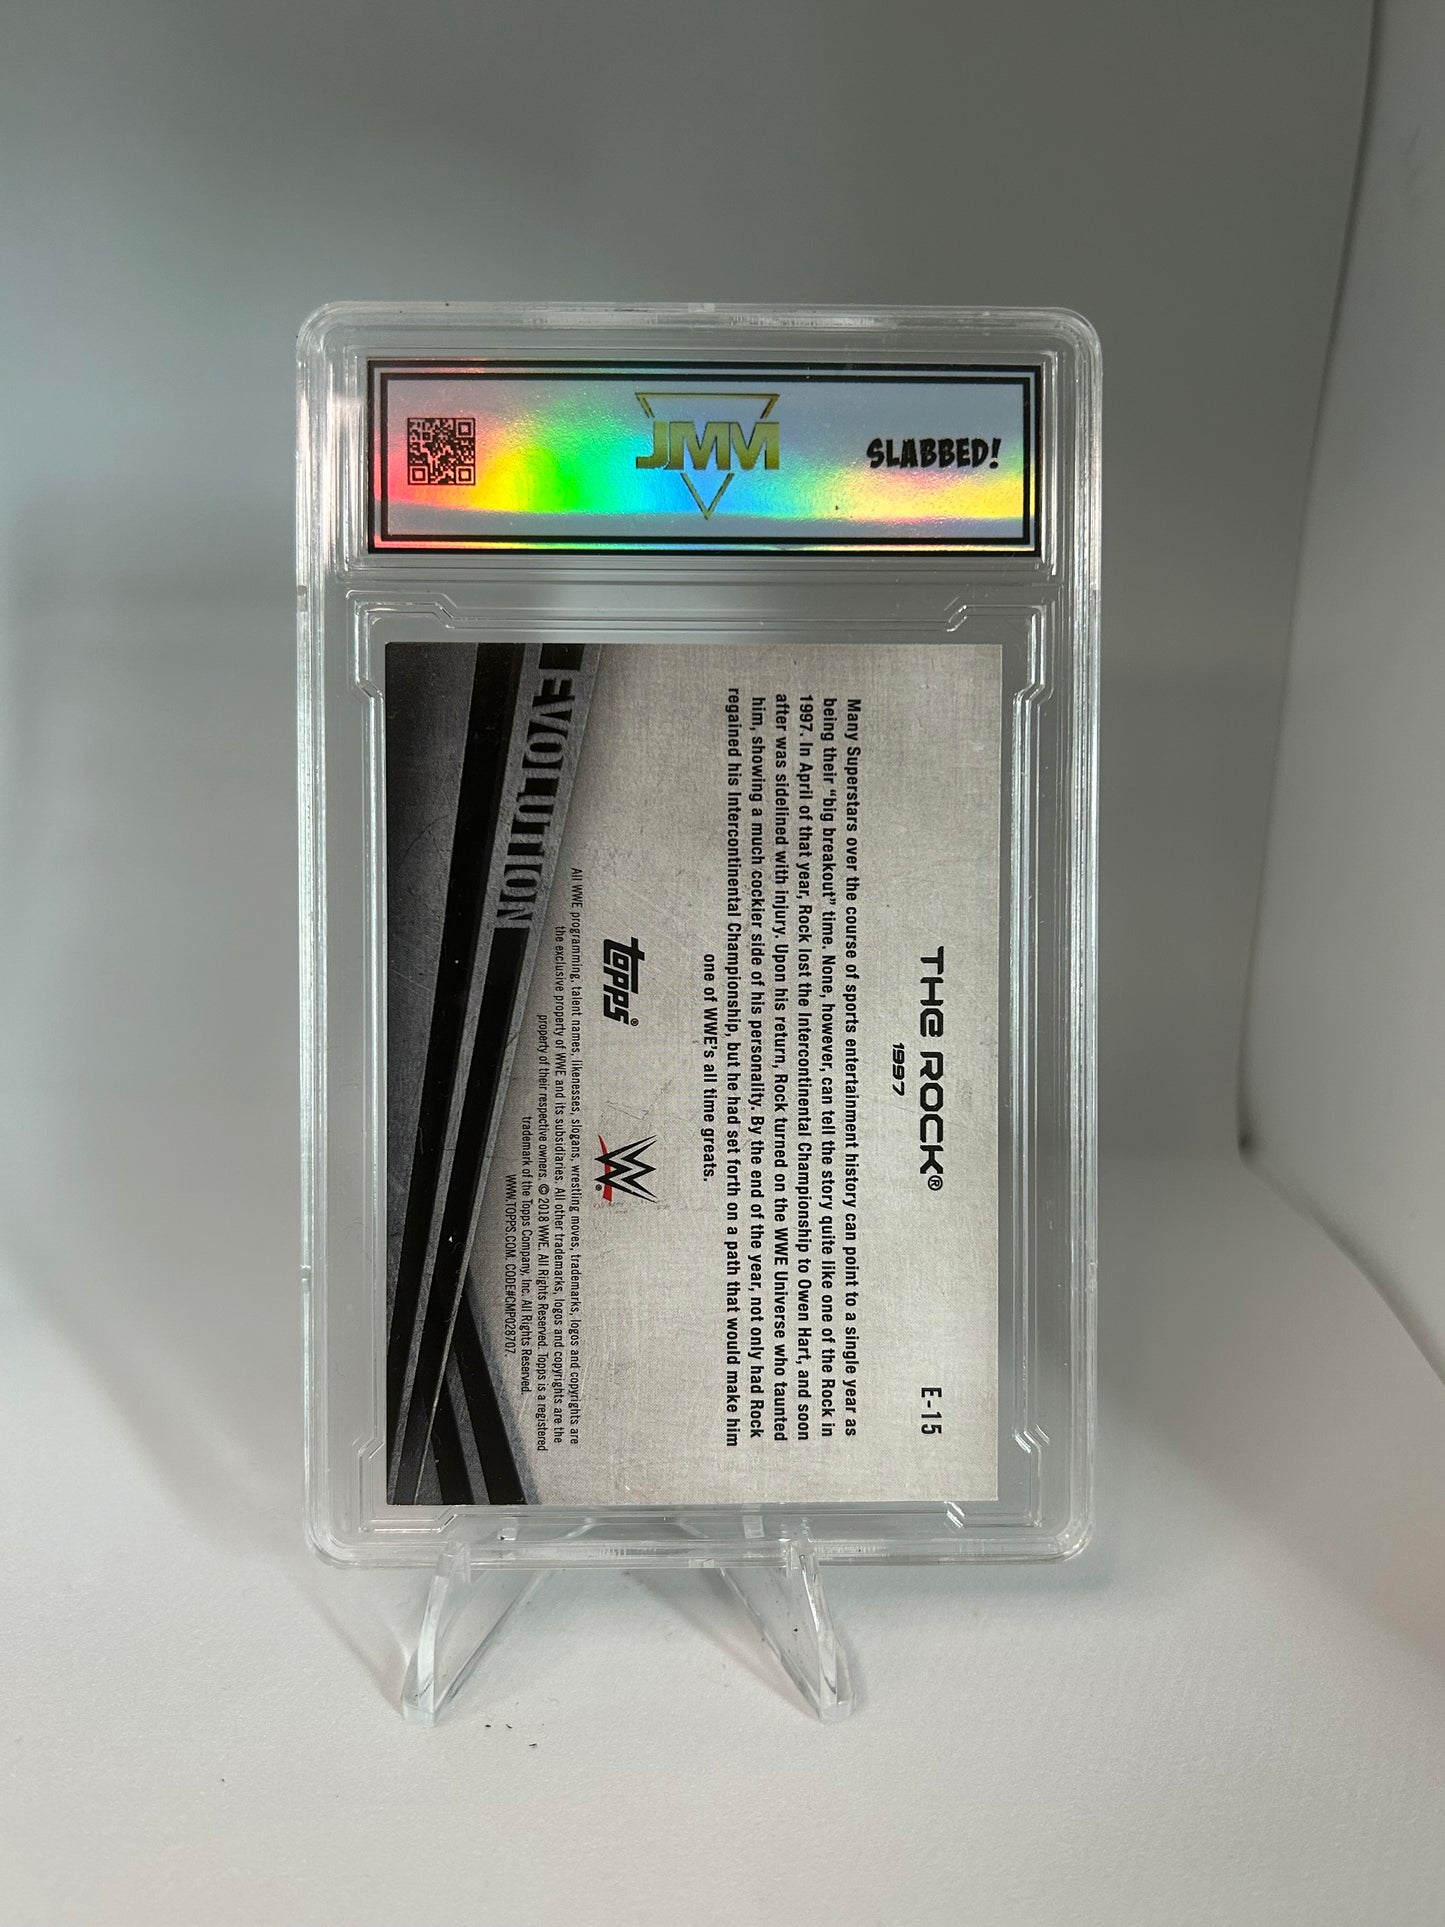 JMM
SLABBED!
E-15
THE ROCK®
1997
Many Superstars over the course of sports entertainment history can point to a single year as
being their "big breakout" time. None, however, can tell the story quite like one of the Rock in
1997. In April of that year, Rock lost the Intercontinental Championship to Owen Hart, and soon
after was sidelined with injury. Upon his return, Rock turned on the WWE Universe who taunted
him, showing a much cockier side of his personality. By the end of the year, not only had Rock
regained his Intercontinental Championship, but he had set forth on a path that would make him
one of WWE's all time greats.
topps®
W®
All WWE programming, talent names, likenesses, slogans, wrestling moves, trademarks, logos and copyrights are
the exclusive property of WWE and its subsidiaries. All other trademarks, logos and copyrights are the
property of their respective owners. © 2018 WWE. All Rights Reserved. Topps is a registered
trademark of the Topps Company, Inc. All Rights Reserved.
WWW.TOPPS.COM. CODE#CMP028707.
EVOLUTION